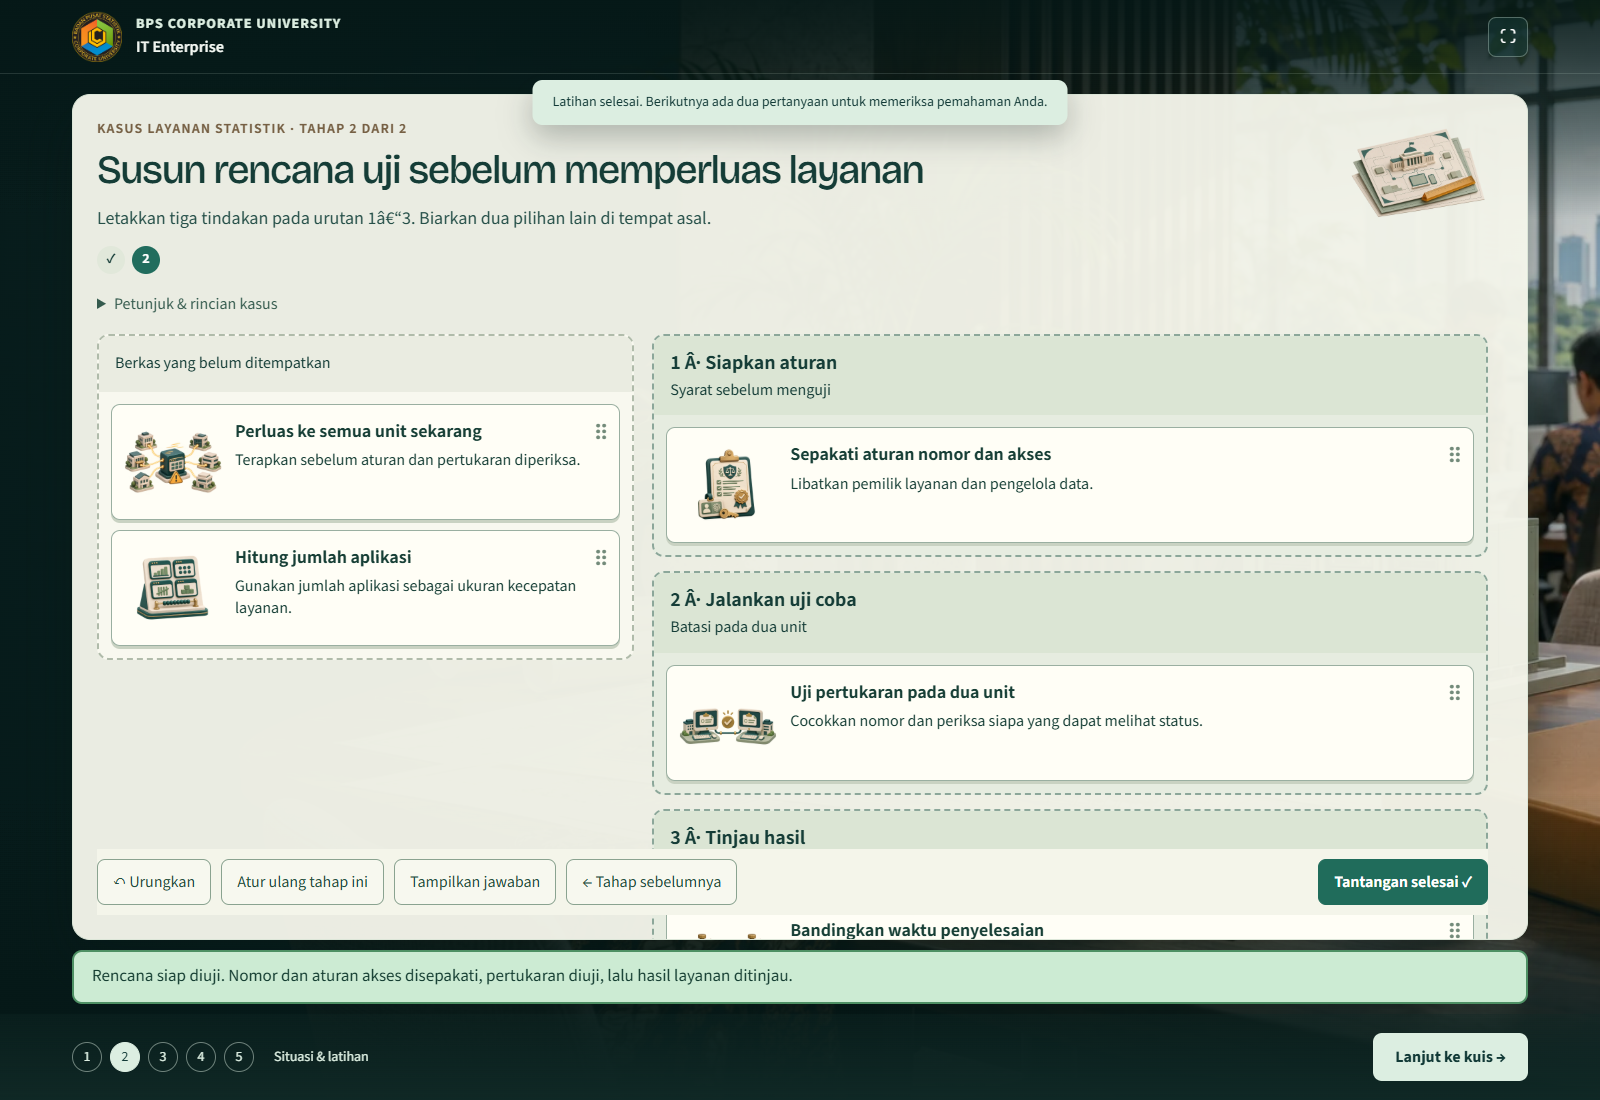 BPS CORPORATE UNIVERSITY
IT Enterprise
Latihan selesai. Berikutnya ada dua pertanyaan untuk memeriksa pemahaman Anda.
KASUS LAYANAN STATISTIK · TAHAP 2 DARI 2
Susun rencana uji sebelum memperluas layanan
Letakkan tiga tindakan pada urutan 1â€“3. Biarkan dua pilihan lain di tempat asal.
✓ 2
▶ Petunjuk & rincian kasus
Berkas yang belum ditempatkan
Perluas ke semua unit sekarang
Terapkan sebelum aturan dan pertukaran diperiksa.
Hitung jumlah aplikasi
Gunakan jumlah aplikasi sebagai ukuran kecepatan
layanan.
1 Â· Siapkan aturan
Syarat sebelum menguji
Sepakati aturan nomor dan akses
Libatkan pemilik layanan dan pengelola data.
2 Â· Jalankan uji coba
Batasi pada dua unit
Uji pertukaran pada dua unit
Cocokkan nomor dan periksa siapa yang dapat melihat status.
3 Â· Tinjau hasil
↶ Urungkan
Atur ulang tahap ini
Tampilkan jawaban
← Tahap sebelumnya
Tantangan selesai ✓
Bandingkan waktu penyelesaian
Rencana siap diuji. Nomor dan aturan akses disepakati, pertukaran diuji, lalu hasil layanan ditinjau.
1 2 3 4 5 Situasi & latihan
Lanjut ke kuis →